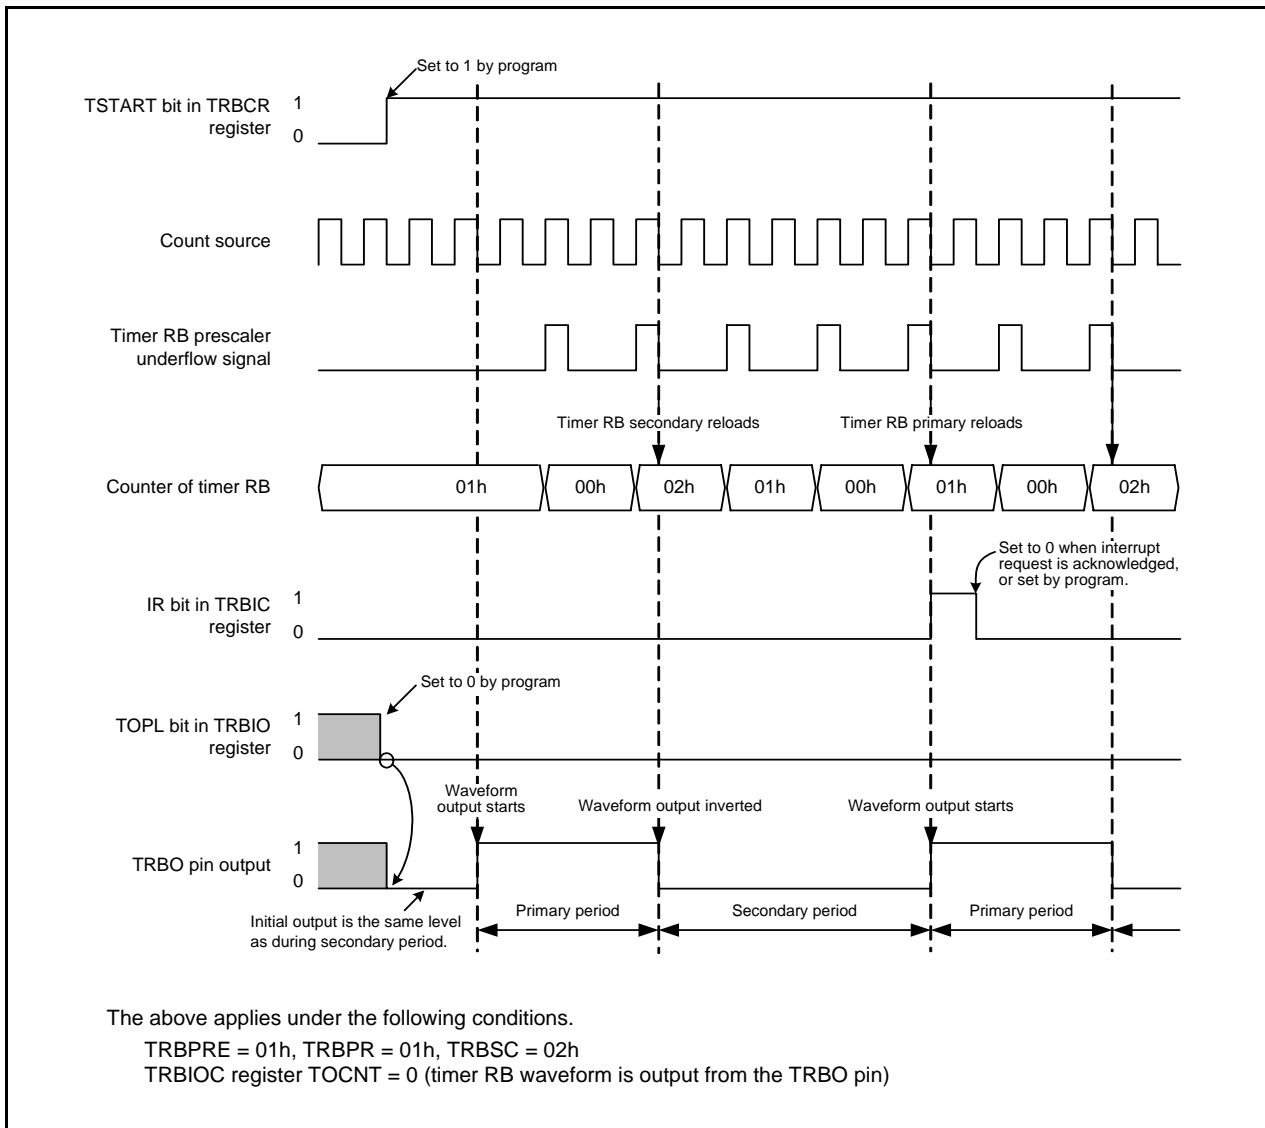 Set to 1 by program
TSTART bit in TRBCR
register
1
0
Count source
Timer RB prescaler
underflow signal
Timer RB secondary reloads
Timer RB primary reloads
Counter of timer RB
01h
00h
02h
01h
00h
01h
00h
02h
Set to 0 when interrupt
request is acknowledged,
or set by program.
IR bit in TRBIC
register
1
0
Set to 0 by program
TOPL bit in TRBIO
register
1
0
Waveform
output starts
Waveform output inverted
Waveform output starts
TRBO pin output
1
0
Initial output is the same level
as during secondary period.
Primary period
Secondary period
Primary period
The above applies under the following conditions.
TRBPRE = 01h, TRBPR = 01h, TRBSC = 02h
TRBIOC register TOCNT = 0 (timer RB waveform is output from the TRBO pin)